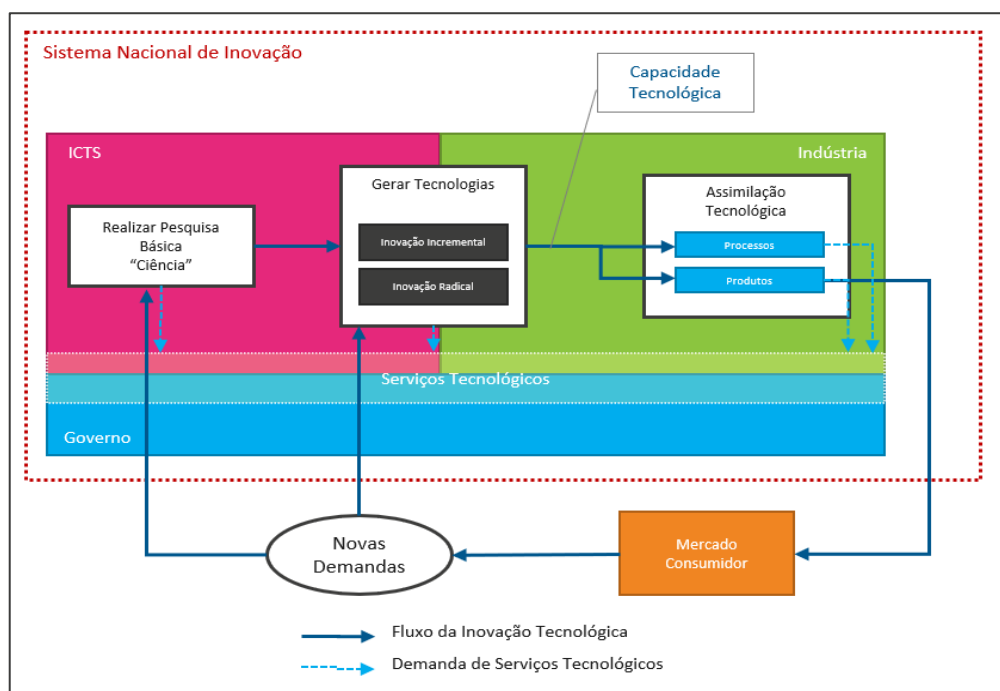 Sistema Nacional de Inovação
Capacidade
Tecnológica
ICTS
Indústria
Gerar Tecnologias
Assimilação
Tecnológica
Realizar Pesquisa
Básica
“Ciência”
Inovação Incremental
Processos
Inovação Radical
Produtos
Serviços Tecnológicos
Governo
Novas
Demandas
Mercado
Consumidor
Fluxo da Inovação Tecnológica
Demanda de Serviços Tecnológicos